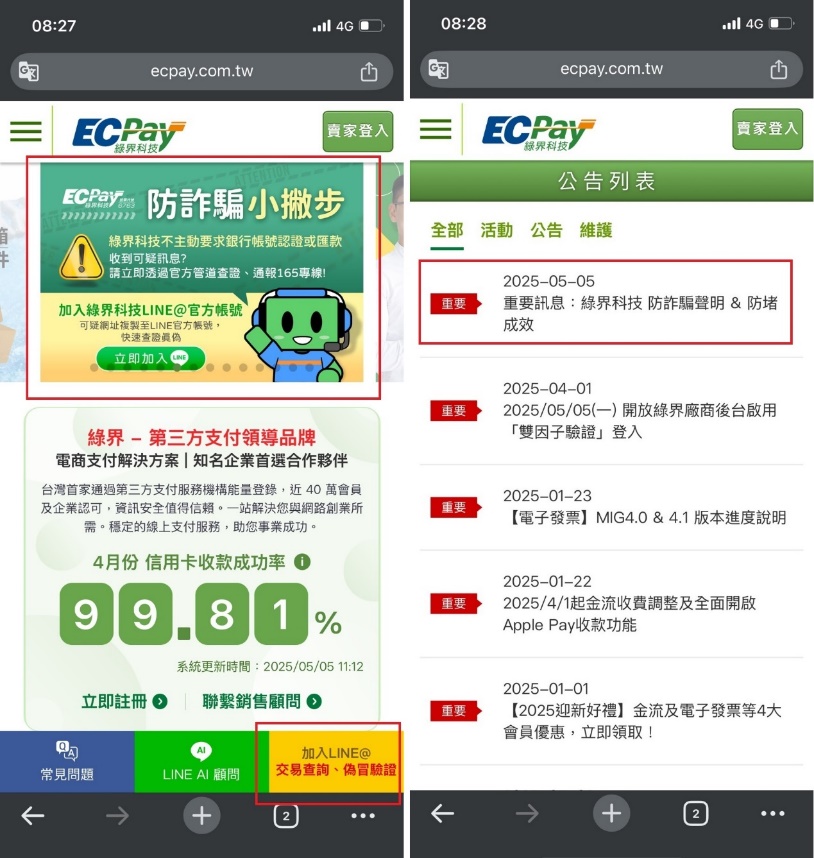 08:27
4G
ecpay.com.tw
ECPay
綠界科技
賣家登入
箱
件
ECPay
綠界科技
6763
防詐騙小撇步
綠界科技不主動要求銀行帳號認證或匯款
收到可疑訊息?
請立即透過官方管道查證、通報165專線!
加入綠界科技LINE@官方帳號
可疑網址複製至LINE官方帳號，
快速查證真偽
立即加入 LINE
綠界 – 第三方支付領導品牌
電商支付解決方案 | 知名企業首選合作夥伴
台灣首家通過第三方支付服務機構能量登錄，近 40 萬會員
及企業認可，資訊安全值得信賴。一站解決您與網路創業所
需。穩定的線上支付服務，助您事業成功。
4月份 信用卡收款成功率 i
99.81%
系統更新時間：2025/05/05 11:12
立即註冊
聯繫銷售顧問
Q A
常見問題
AI
LINE AI 顧問
加入LINE@
交易查詢、偽冒驗證
2
08:28
4G
ecpay.com.tw
ECPay
綠界科技
賣家登入
公告列表
全部 活動 公告 維護
重要
2025–05–05
重要訊息：綠界科技 防詐騙聲明 & 防堵
成效
重要
2025–04–01
2025/05/05(一) 開放綠界廠商後台啟用
「雙因子驗證」登入
重要
2025–01–23
【電子發票】MIG4.0 & 4.1 版本進度說明
重要
2025–01–22
2025/4/1起金流收費調整及全面開啟
Apple Pay收款功能
重要
2025–01–01
【2025迎新好禮】金流及電子發票等4大
會員優惠，立即領取！
2